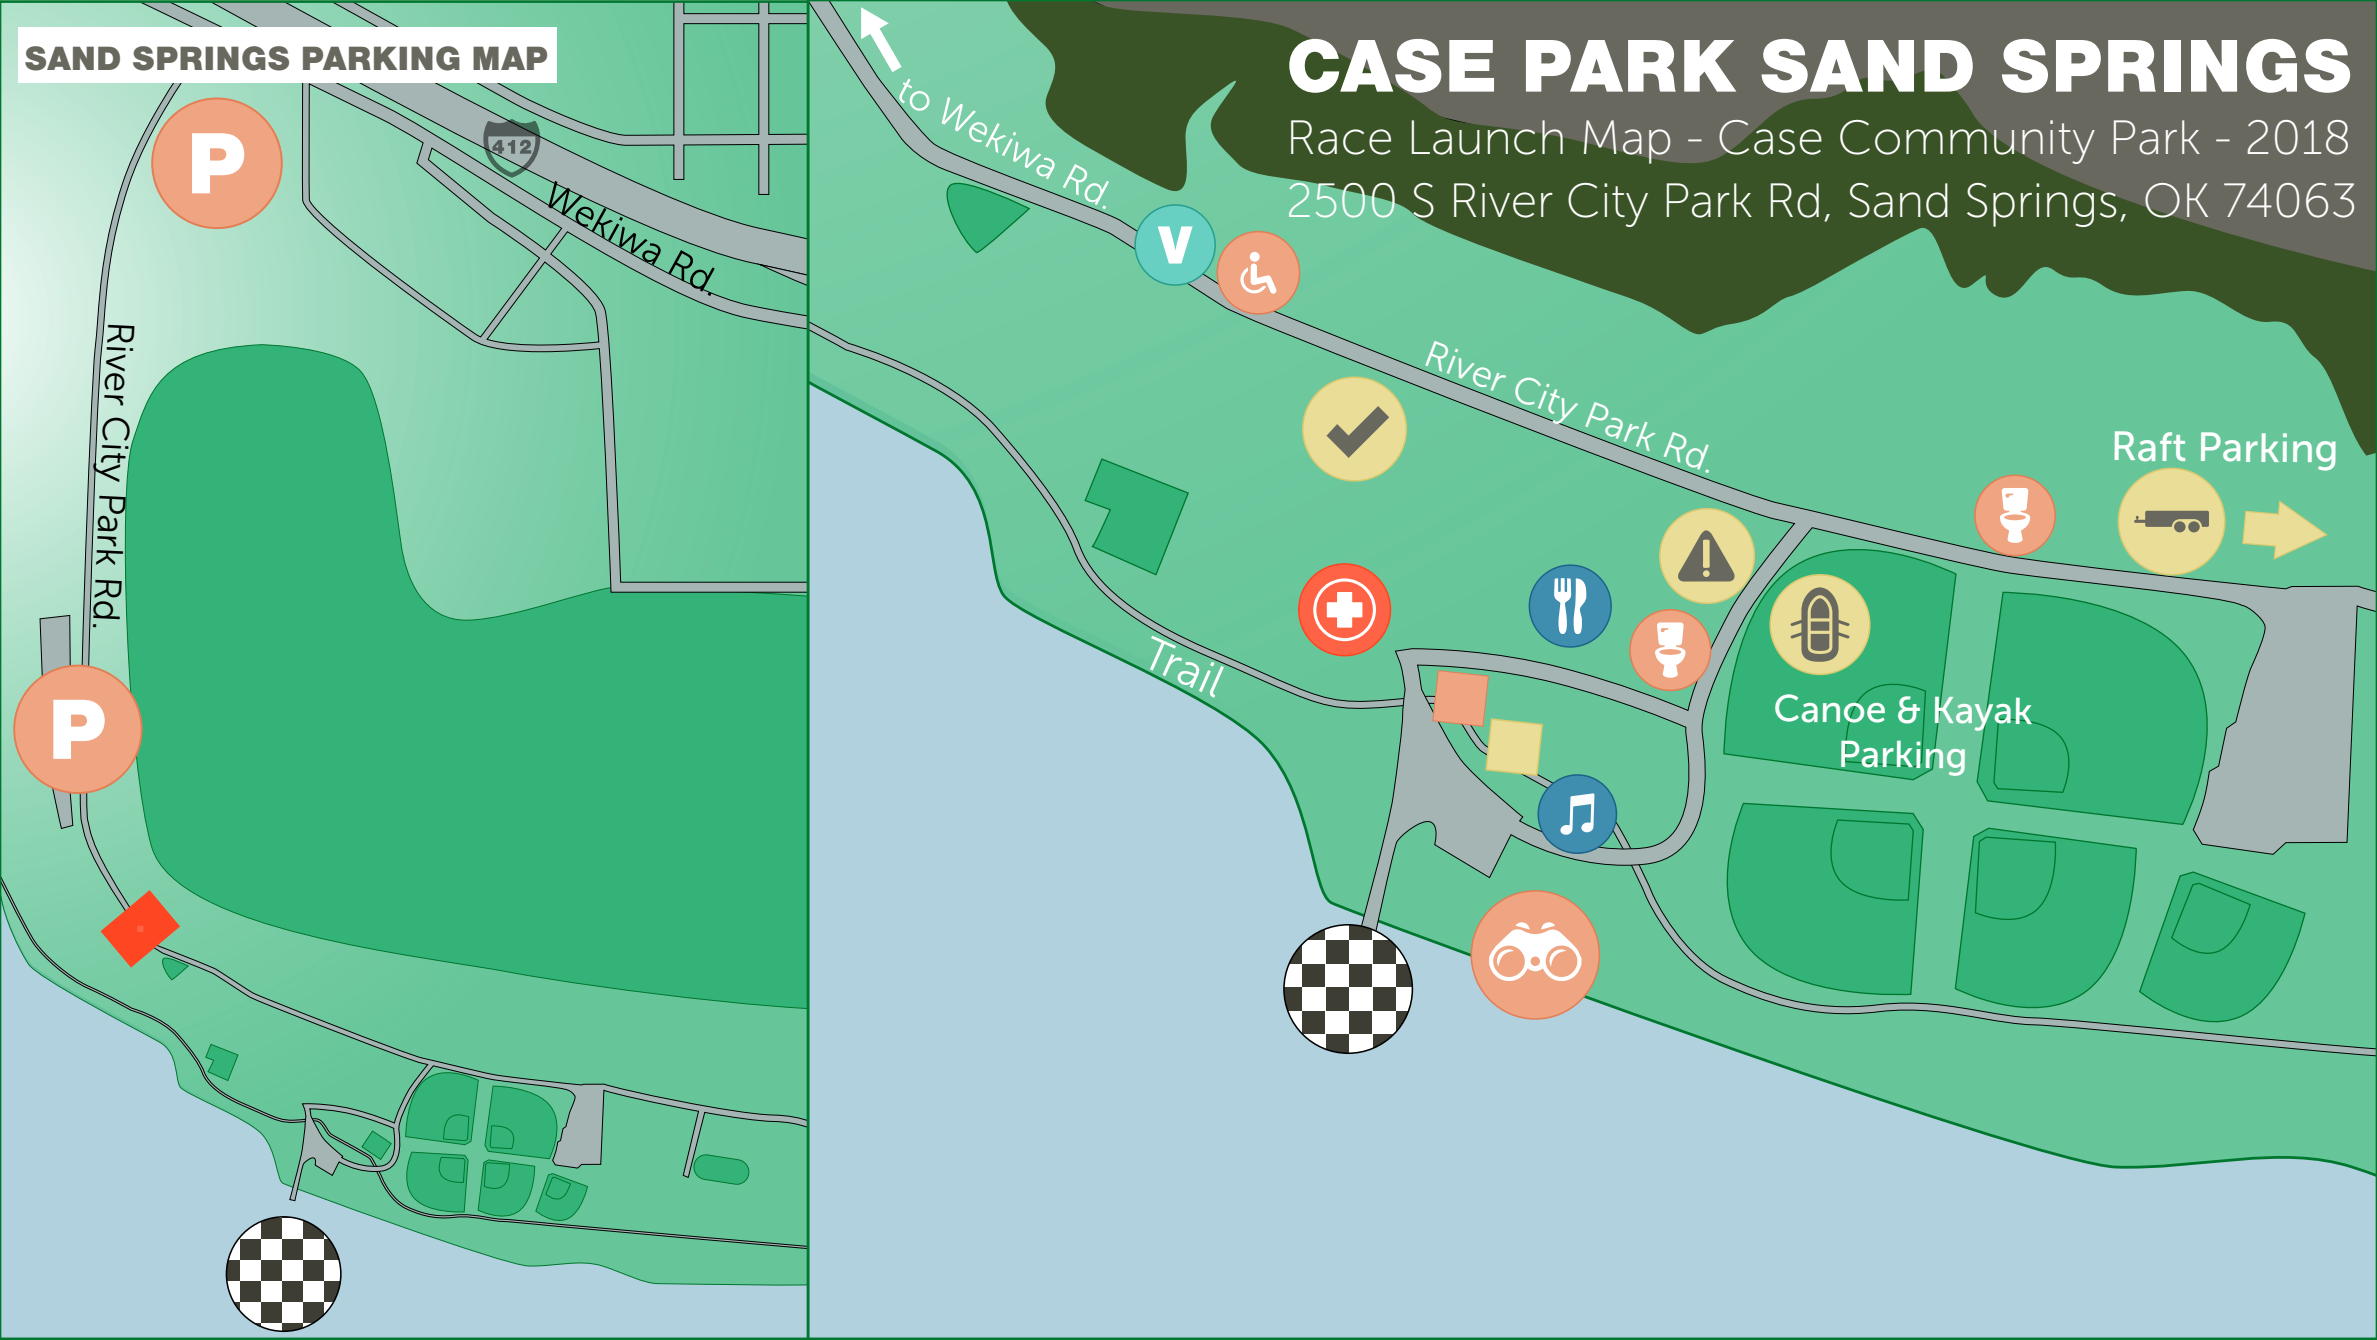 SAND SPRINGS PARKING MAP
P
412
Wekiwa Rd.
River City Park Rd.
P
CASE PARK SAND SPRINGS
Race Launch Map - Case Community Park - 2018
2500 S River City Park Rd, Sand Springs, OK 74063
to Wekiwa Rd.
V
River City Park Rd.
Raft Parking
Trail
Canoe & Kayak
Parking